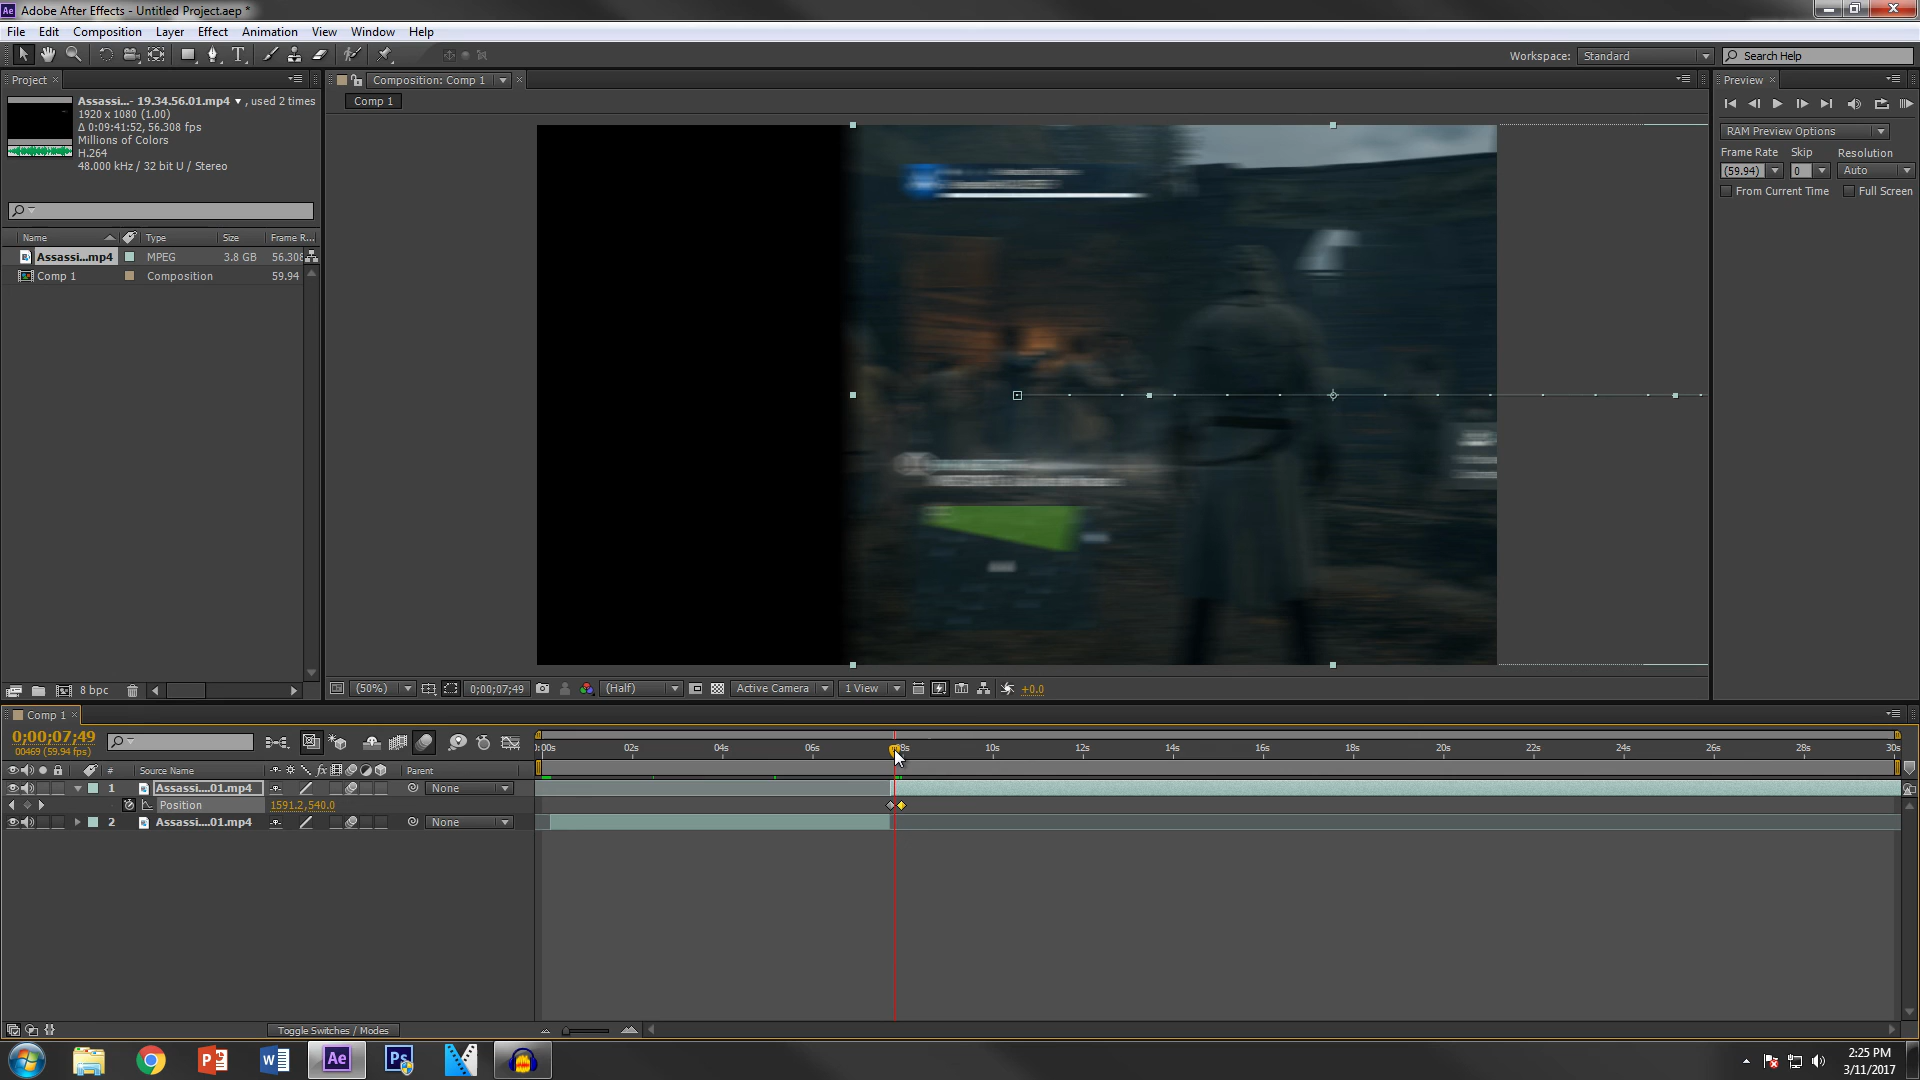 Ae Adobe After Effects - Untitled Project.aep *
File Edit Composition Layer Effect Animation View Window Help
Workspace: Standard Search Help
Project × Composition: Comp 1 × Preview ×
Assassi...- 19.34.56.01.mp4 ▼ , used 2 times
1920 x 1080 (1.00)
Δ 0:09:41:52, 56.308 fps
Millions of Colors
H.264
48.000 kHz / 32 bit U / Stereo
Comp 1
RAM Preview Options
Frame Rate Skip Resolution
(59.94) 0 Auto
From Current Time Full Screen
Name Type Size Frame R...
Assassi...mp4 MPEG 3.8 GB 56.308
Comp 1 Composition 59.94
8 bpc
(50%) 0;00;07;49 (Half) Active Camera 1 View +0.0
Comp 1 ×
0;00;07;49
00469 (59.94 fps)
):00s 02s 04s 06s 08s 10s 12s 14s 16s 18s 20s 22s 24s 26s 28s 30s
# Source Name fx Parent
1 Assassi....01.mp4 None
Position 1591.2,540.0
2 Assassi....01.mp4 None
Toggle Switches / Modes
Ae Ps
2:25 PM
3/11/2017